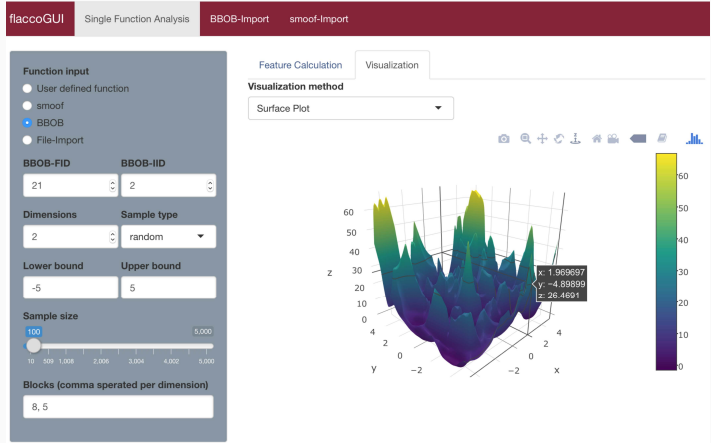 flaccoGUI Single Function Analysis BBOB-Import smoof-Import
Function input
User defined function
smoof
BBOB
File-Import
BBOB-FID BBOB-IID
21 2
Dimensions Sample type
2 random
Lower bound Upper bound
-5 5
Sample size
100 5,000
10 509 1,008 2,006 3,004 4,002 5,000
Blocks (comma sperated per dimension)
8, 5
Feature Calculation Visualization
Visualization method
Surface Plot
60
50
40
30
20
10
0
z
4
2
0
−2
y
−2
0
2
4
x
x: 1.969697
y: −4.89899
z: 26.4691
60
50
40
30
20
10
0